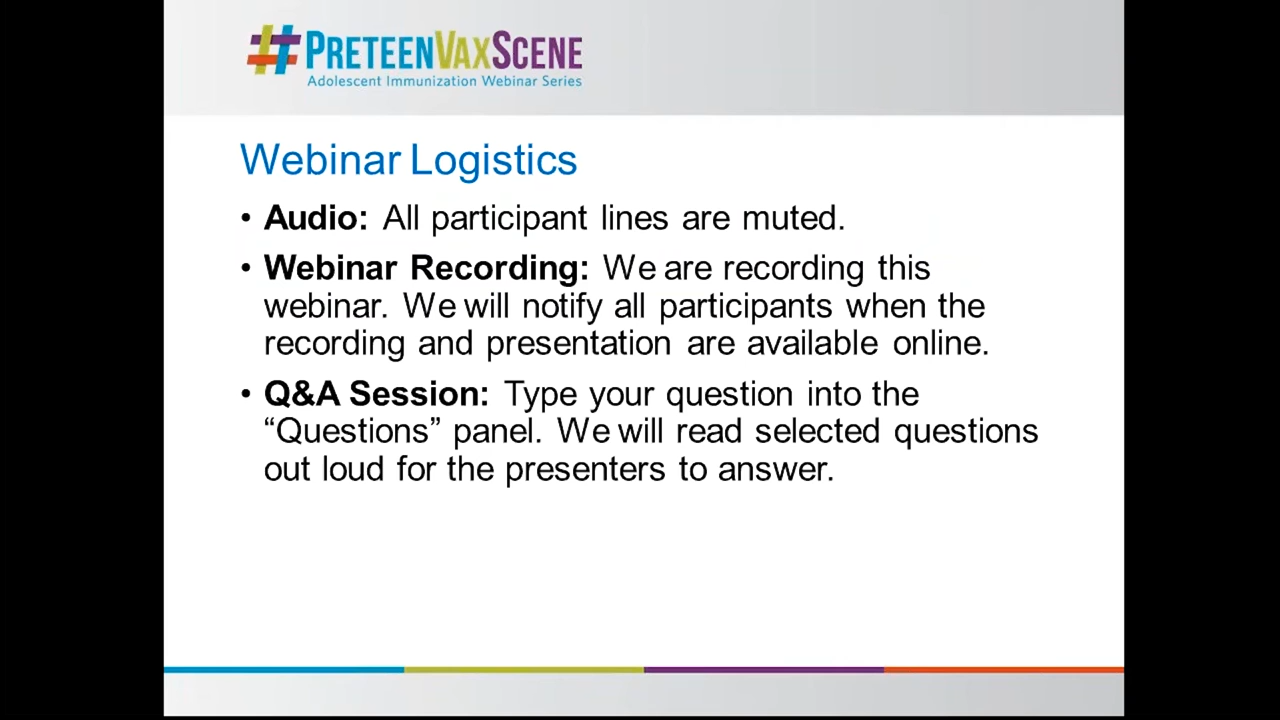 #PreteenVaxScene
Adolescent Immunization Webinar Series
Webinar Logistics
• Audio: All participant lines are muted.
• Webinar Recording: We are recording this
webinar. We will notify all participants when the
recording and presentation are available online.
• Q&A Session: Type your question into the
“Questions” panel. We will read selected questions
out loud for the presenters to answer.